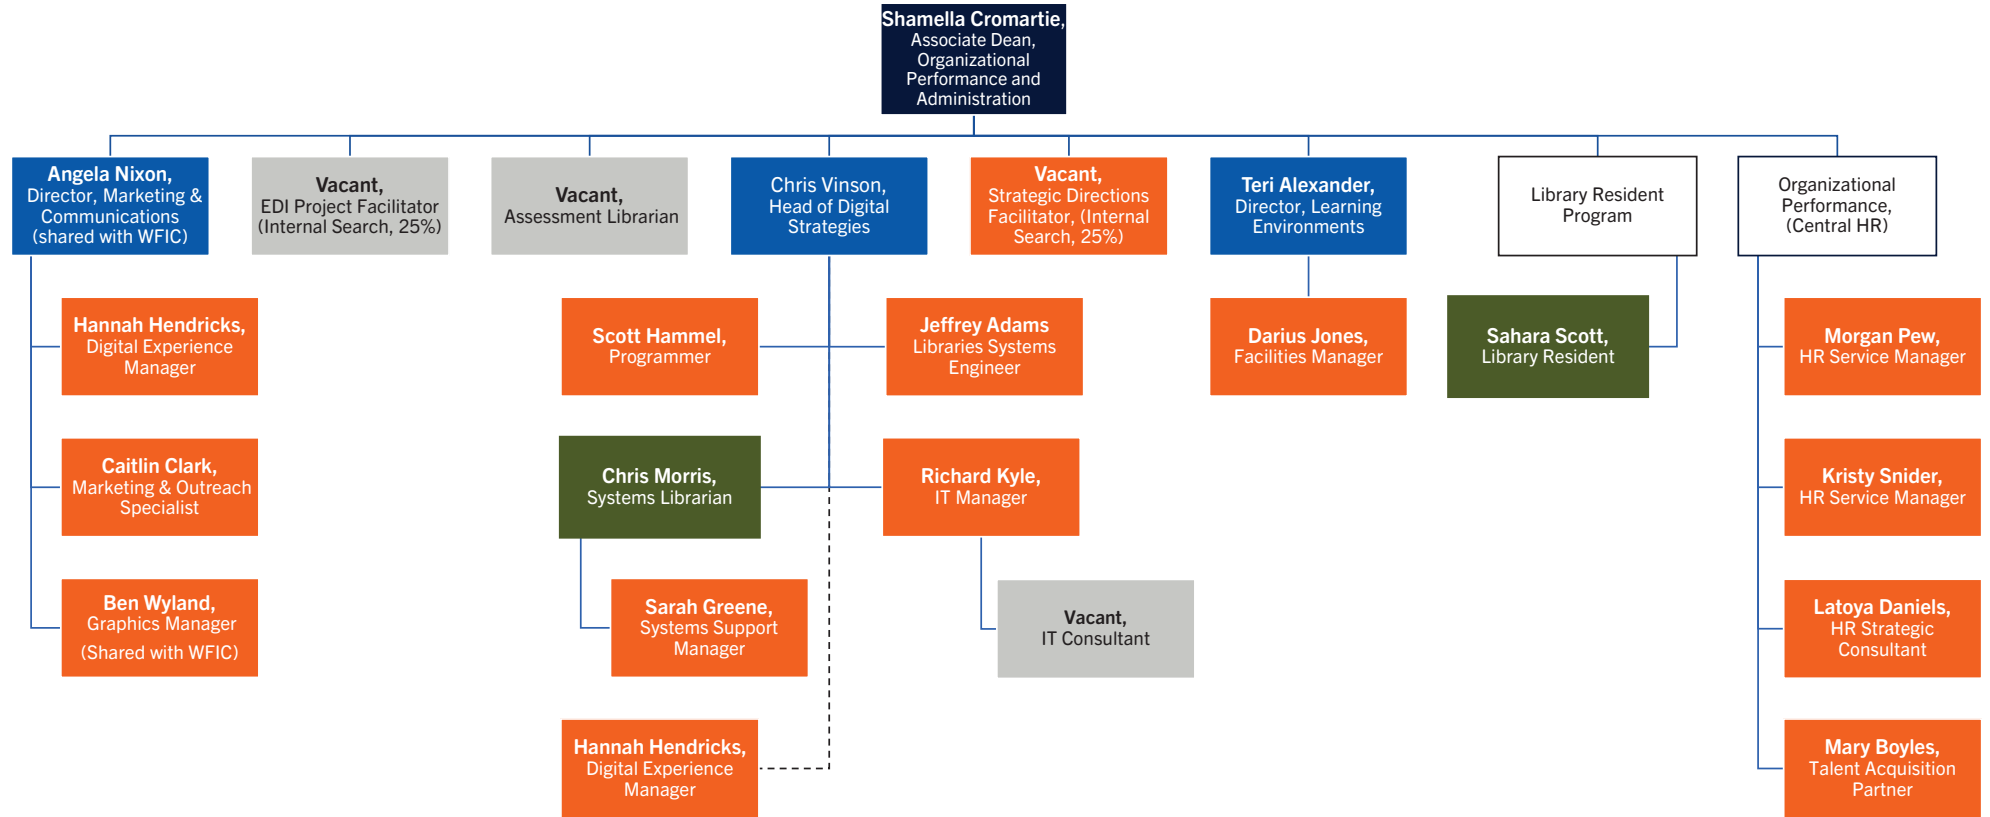 Shamella Cromartie,
Associate Dean,
Organizational
Performance and
Administration
Angela Nixon,
Director, Marketing &
Communications
(shared with WFIC)
Vacant,
EDI Project Facilitator
(Internal Search, 25%)
Vacant,
Assessment Librarian
Chris Vinson,
Head of Digital
Strategies
Vacant,
Strategic Directions
Facilitator, (Internal
Search, 25%)
Teri Alexander,
Director, Learning
Environments
Library Resident
Program
Organizational
Performance,
(Central HR)
Hannah Hendricks,
Digital Experience
Manager
Scott Hammel,
Programmer
Jeffrey Adams
Libraries Systems
Engineer
Darius Jones,
Facilities Manager
Sahara Scott,
Library Resident
Morgan Pew,
HR Service Manager
Caitlin Clark,
Marketing & Outreach
Specialist
Chris Morris,
Systems Librarian
Richard Kyle,
IT Manager
Kristy Snider,
HR Service Manager
Ben Wyland,
Graphics Manager
(Shared with WFIC)
Sarah Greene,
Systems Support
Manager
Vacant,
IT Consultant
Latoya Daniels,
HR Strategic
Consultant
Hannah Hendricks,
Digital Experience
Manager
Mary Boyles,
Talent Acquisition
Partner